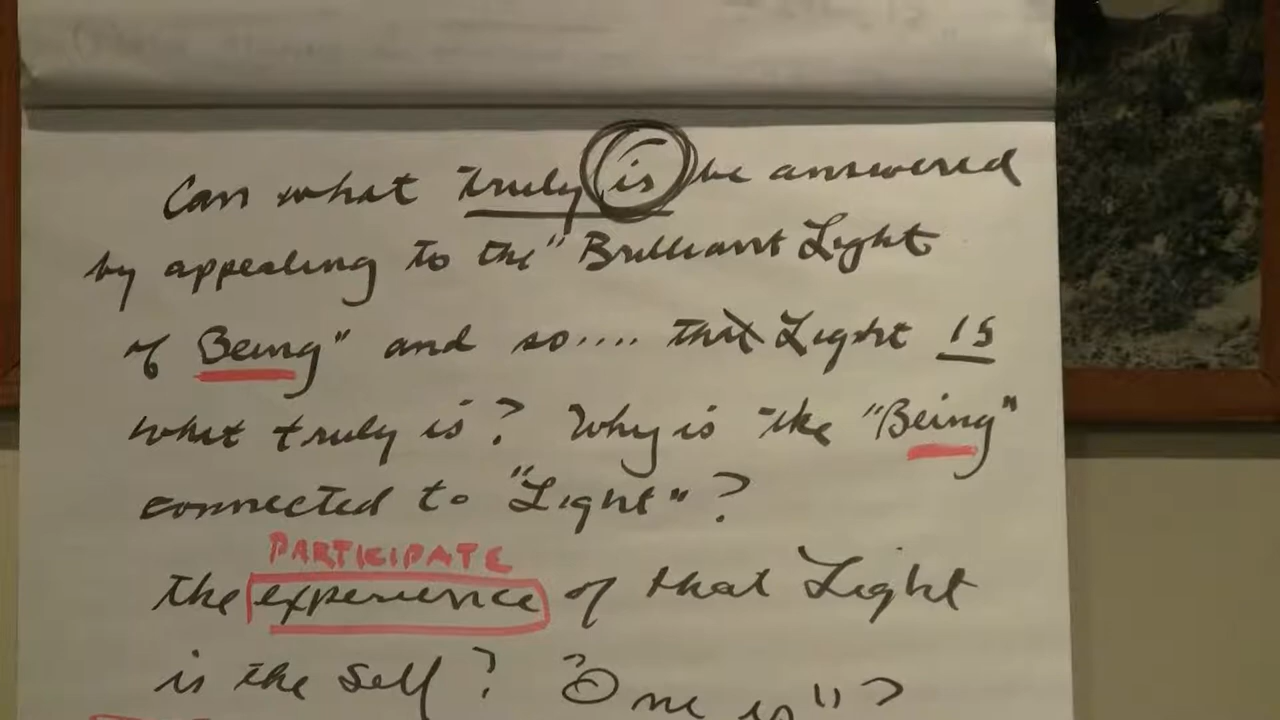 Can what truly is be answered
by appealing to the "Brilliant Light
of Being" and so.... that Light is
what truly is? Why is the "Being"
connected to "Light"?
PARTICIPATE
the experience of that Light
is the Self? "One is"?